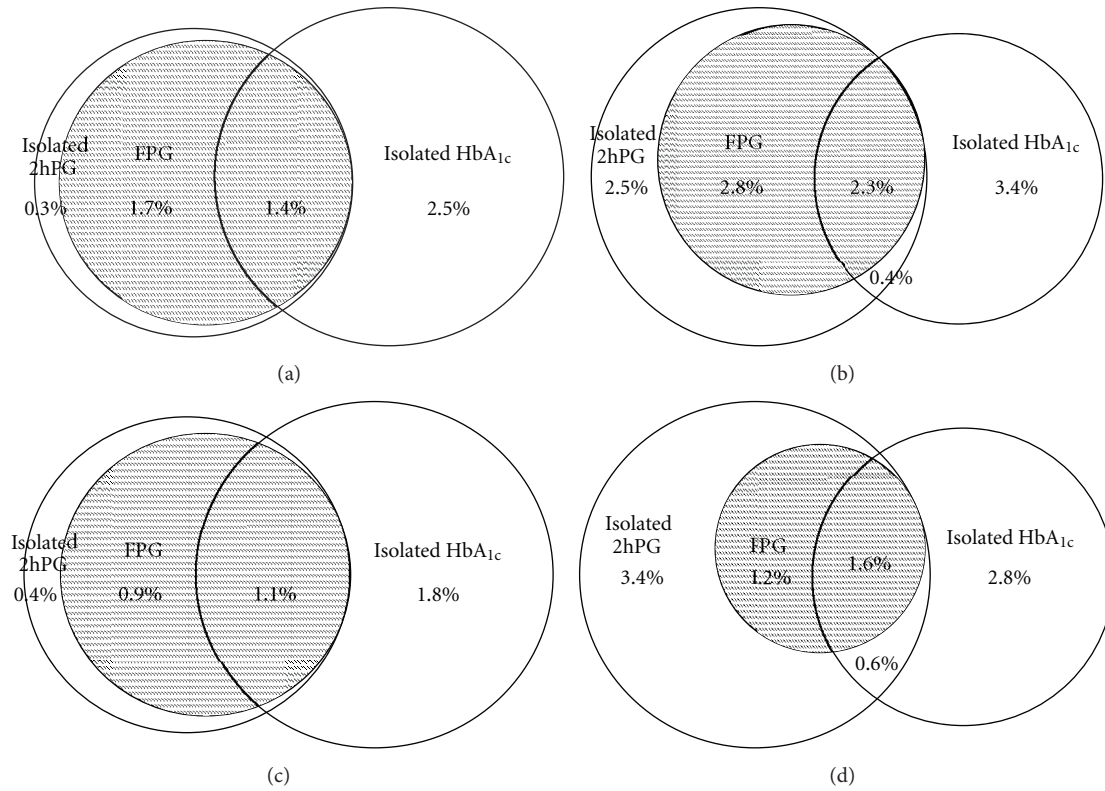 Isolated
2hPG
0.3%
FPG
1.7%
1.4%
Isolated HbA1c
2.5%
(a)
Isolated
2hPG
2.5%
FPG
2.8%
2.3%
0.4%
Isolated HbA1c
3.4%
(b)
Isolated
2hPG
0.4%
FPG
0.9%
1.1%
Isolated HbA1c
1.8%
(c)
Isolated
2hPG
3.4%
FPG
1.2%
1.6%
0.6%
Isolated HbA1c
2.8%
(d)